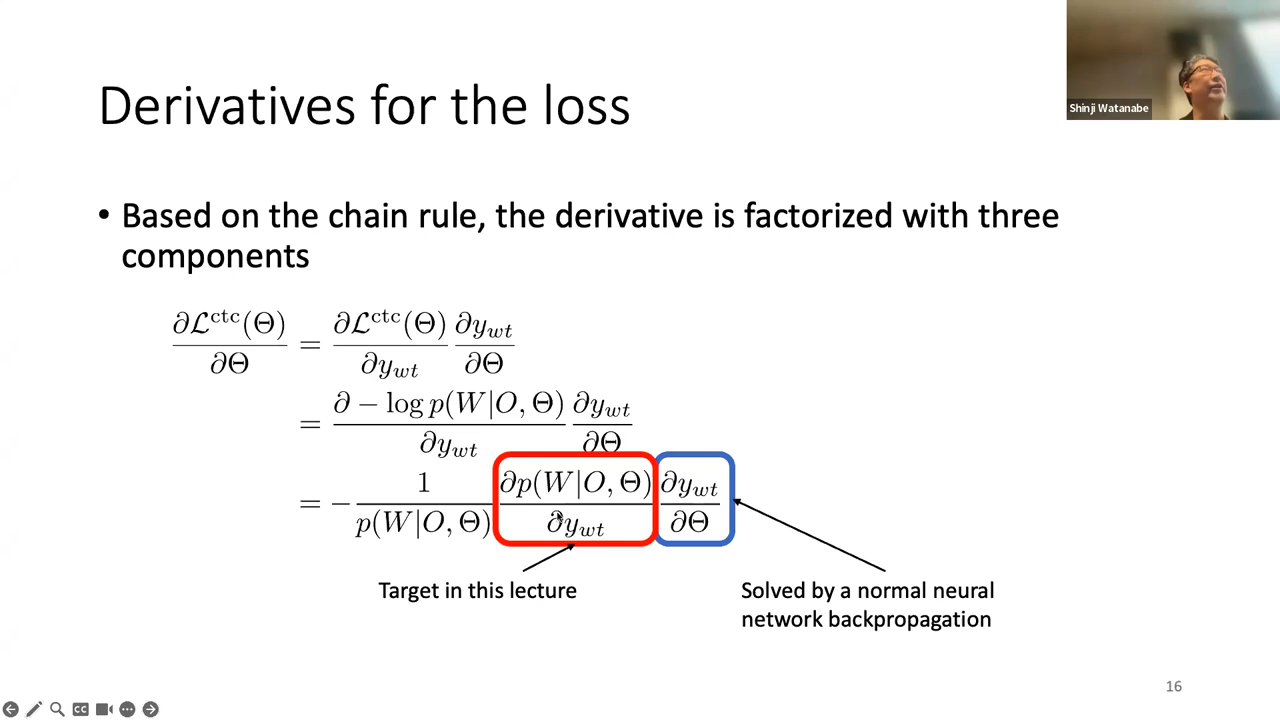 Shinji Watanabe
Derivatives for the loss
• Based on the chain rule, the derivative is factorized with three
components
∂ℒ^ctc(Θ)/∂Θ = ∂ℒ^ctc(Θ)/∂y_wt ∂y_wt/∂Θ
= ∂ − log p(W|O, Θ)/∂y_wt ∂y_wt/∂Θ
= − 1/p(W|O, Θ) ∂p(W|O, Θ)/∂y_wt ∂y_wt/∂Θ
Target in this lecture
Solved by a normal neural
network backpropagation
16
CC